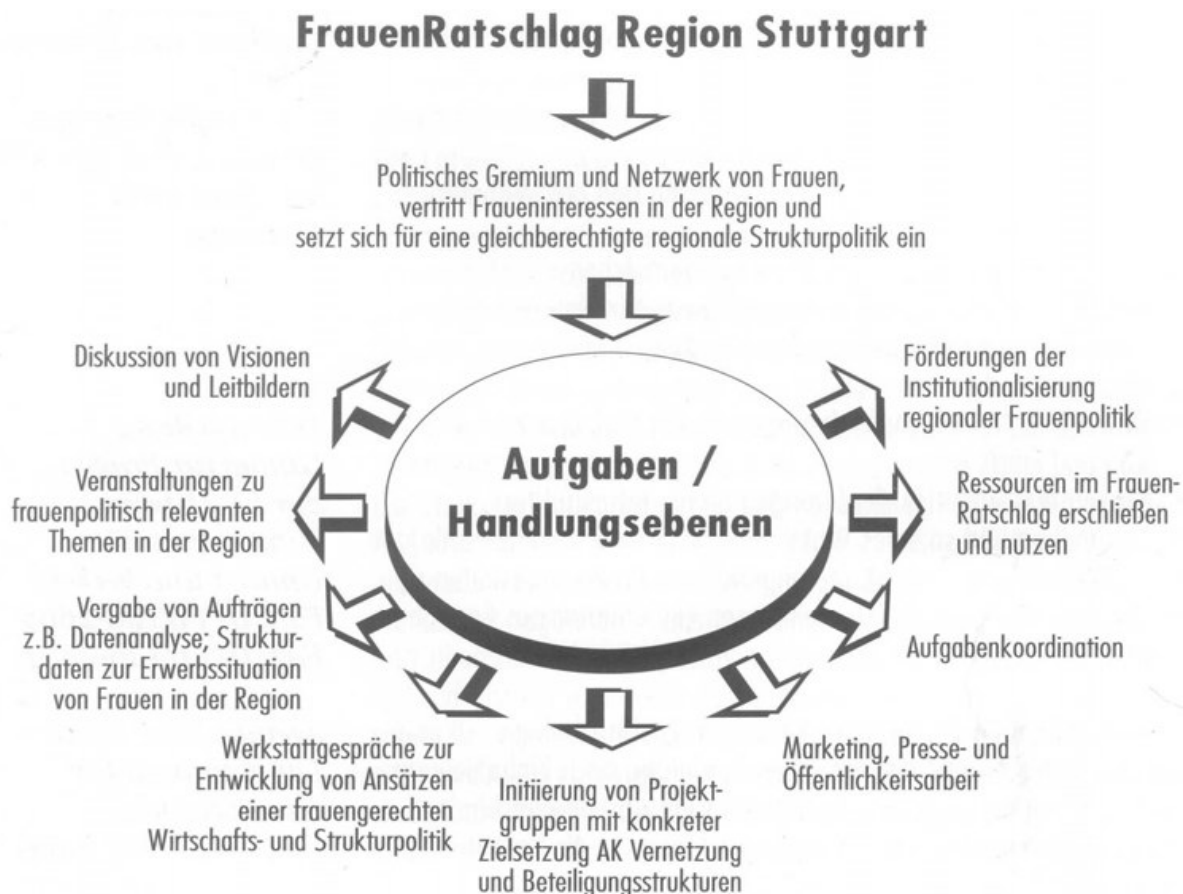 FrauenRatschlag Region Stuttgart
Politisches Gremium und Netzwerk von Frauen,
vertritt Fraueninteressen in der Region und
setzt sich für eine gleichberechtigte regionale Strukturpolitik ein
Aufgaben /
Handlungsebenen
Diskussion von Visionen
und Leitbildern
Veranstaltungen zu
frauenpolitisch relevanten
Themen in der Region
Vergabe von Aufträgen
z.B. Datenanalyse; Struktur-
daten zur Erwerbssituation
von Frauen in der Region
Werkstattgespräche zur
Entwicklung von Ansätzen
einer frauengerechten
Wirtschafts- und Strukturpolitik
Initiierung von Projekt-
gruppen mit konkreter
Zielsetzung AK Vernetzung
und Beteiligungsstrukturen
Marketing, Presse- und
Öffentlichkeitsarbeit
Aufgabenkoordination
Ressourcen im Frauen-
Ratschlag erschließen
und nutzen
Förderungen der
Institutionalisierung
regionaler Frauenpolitik